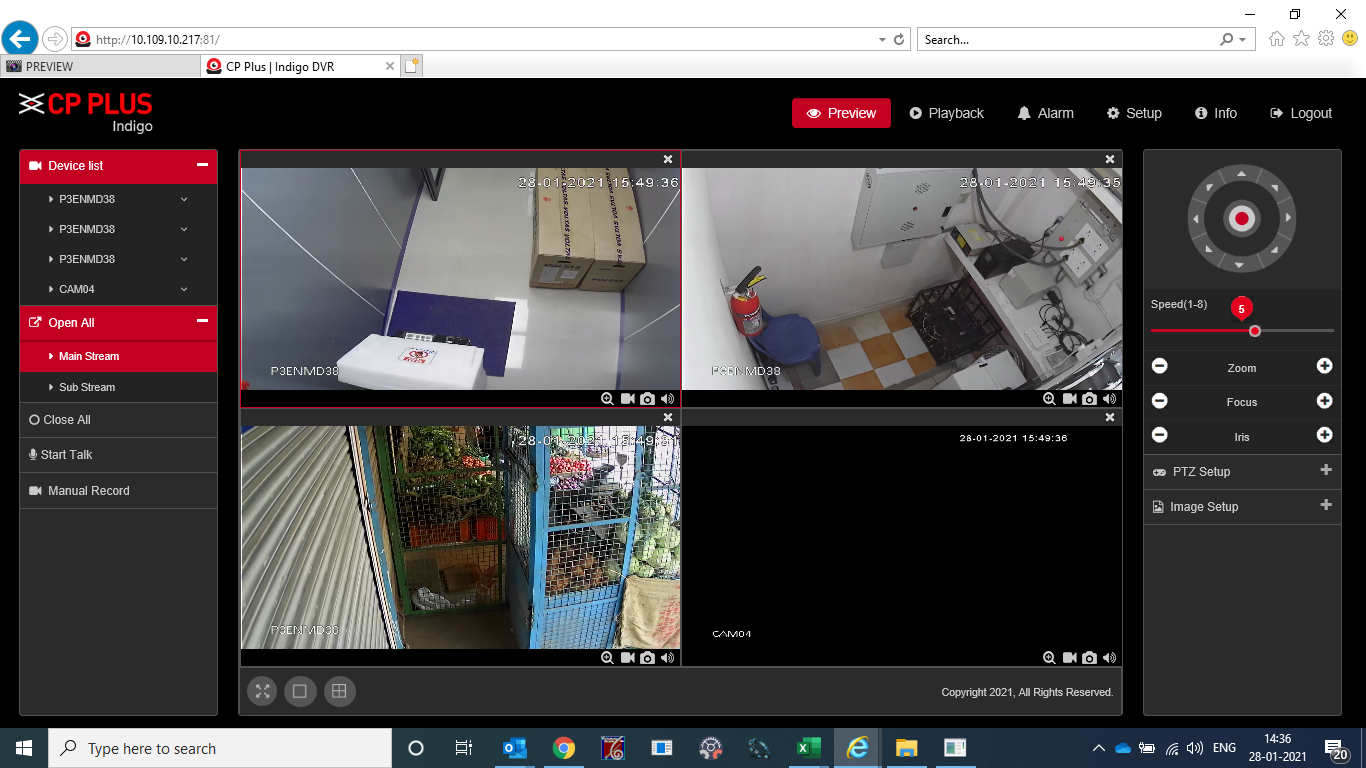 http://10.109.10.217:81/
Search...
PREVIEW
CP Plus | Indigo DVR
CP PLUS
Indigo
Preview
Playback
Alarm
Setup
Info
Logout
Device list
P3ENMD38
P3ENMD38
P3ENMD38
CAM04
Open All
Main Stream
Sub Stream
Close All
Start Talk
Manual Record
28-01-2021 15:49:36
P3ENMD38
28-01-2021 15:49:35
P3ENMD38
28-01-2021 15:49:31
P3ENMD38
28-01-2021 15:49:36
CAM04
Copyright 2021, All Rights Reserved.
Speed(1-8)
5
Zoom
Focus
Iris
PTZ Setup
Image Setup
Type here to search
ENG
14:36
28-01-2021
20